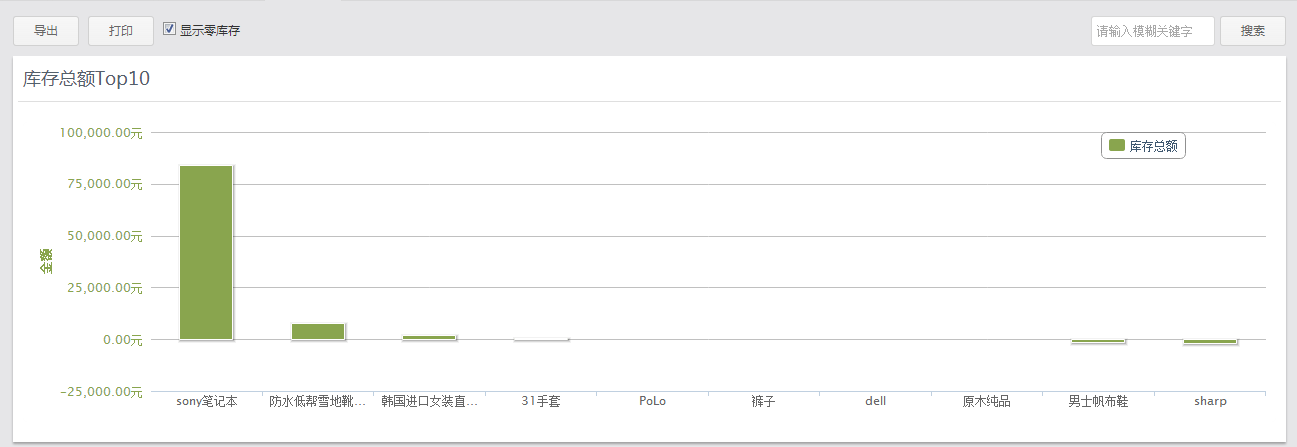 导出 打印 显示零库存 请输入模糊关键字 搜索
库存总额Top10
100,000.00元
库存总额
75,000.00元
50,000.00元
金额
25,000.00元
0.00元
-25,000.00元
sony笔记本 防水低帮雪地靴... 韩国进口女装直... 31手套 PoLo 裤子 dell 原木纯品 男士帆布鞋 sharp